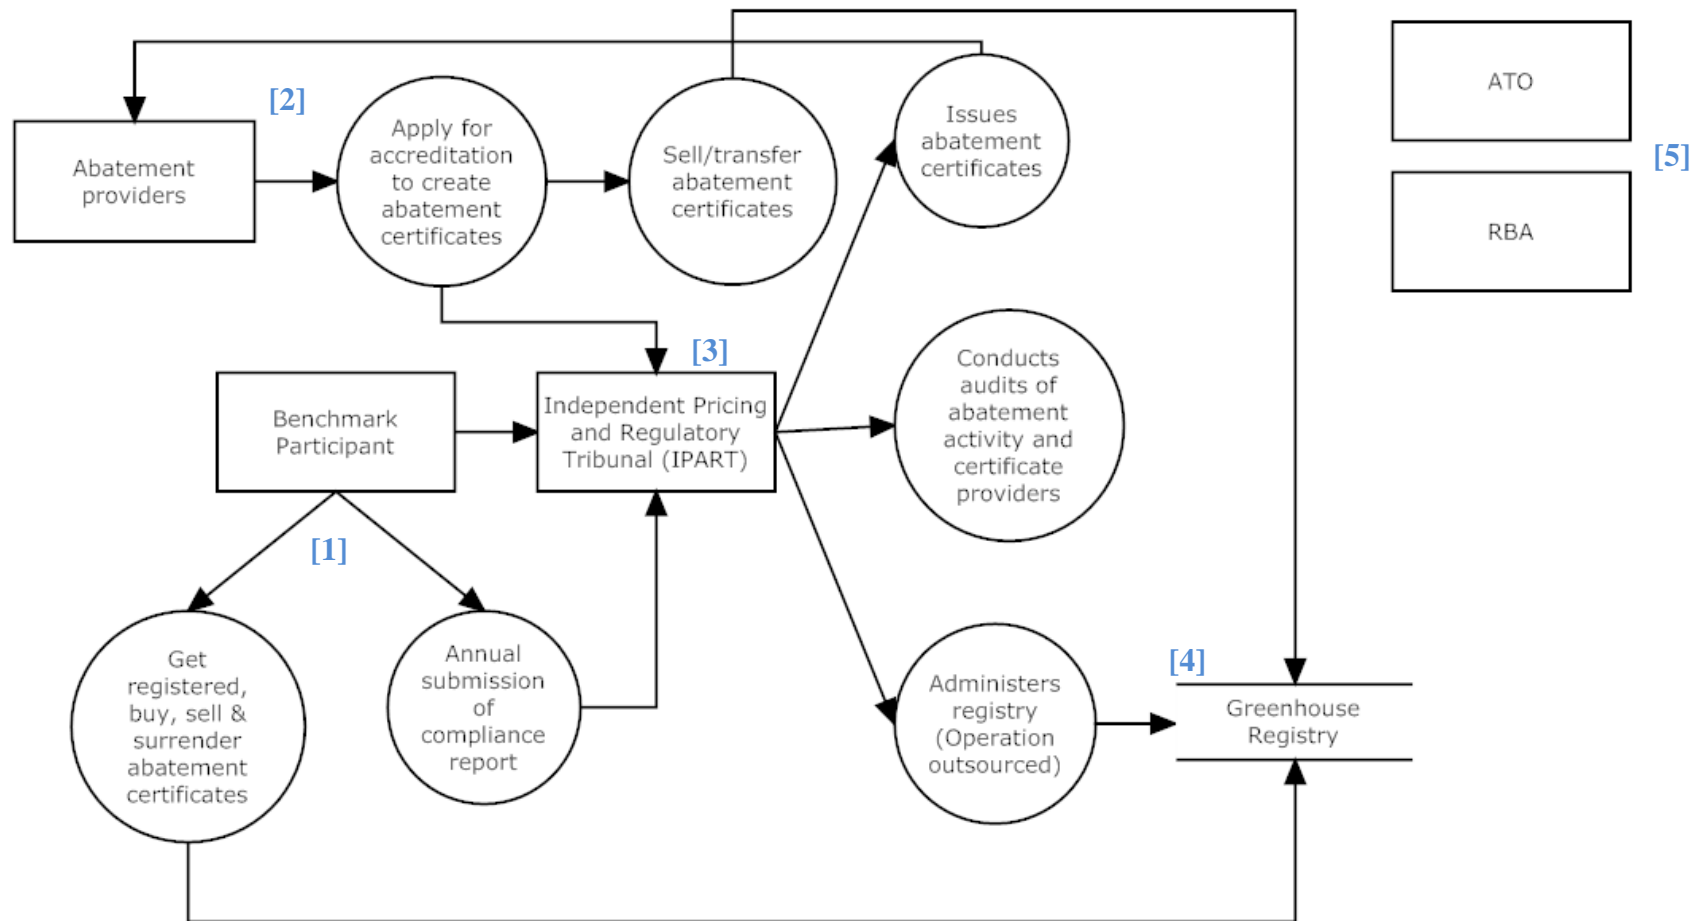 [2]
Abatement
providers
Apply for
accreditation
to create
abatement
certificates
Sell/transfer
abatement
certificates
Issues
abatement
certificates
ATO
[5]
RBA
[3]
Benchmark
Participant
Independent Pricing
and Regulatory
Tribunal (IPART)
Conducts
audits of
abatement
activity and
certificate
providers
[1]
Get
registered,
buy, sell &
surrender
abatement
certificates
Annual
submission
of
compliance
report
Administers
registry
(Operation
outsourced)
[4]
Greenhouse
Registry